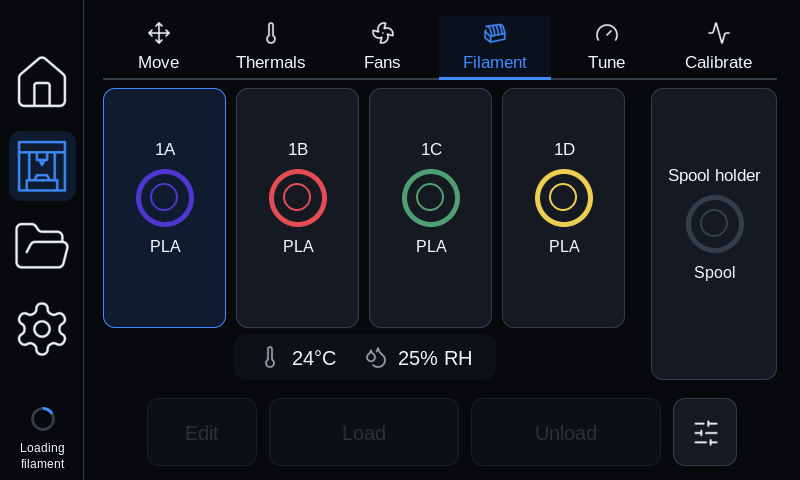 Move
Thermals
Fans
Filament
Tune
Calibrate
1A
PLA
1B
PLA
1C
PLA
1D
PLA
Spool holder
Spool
24°C
25% RH
Edit
Load
Unload
Loading
filament